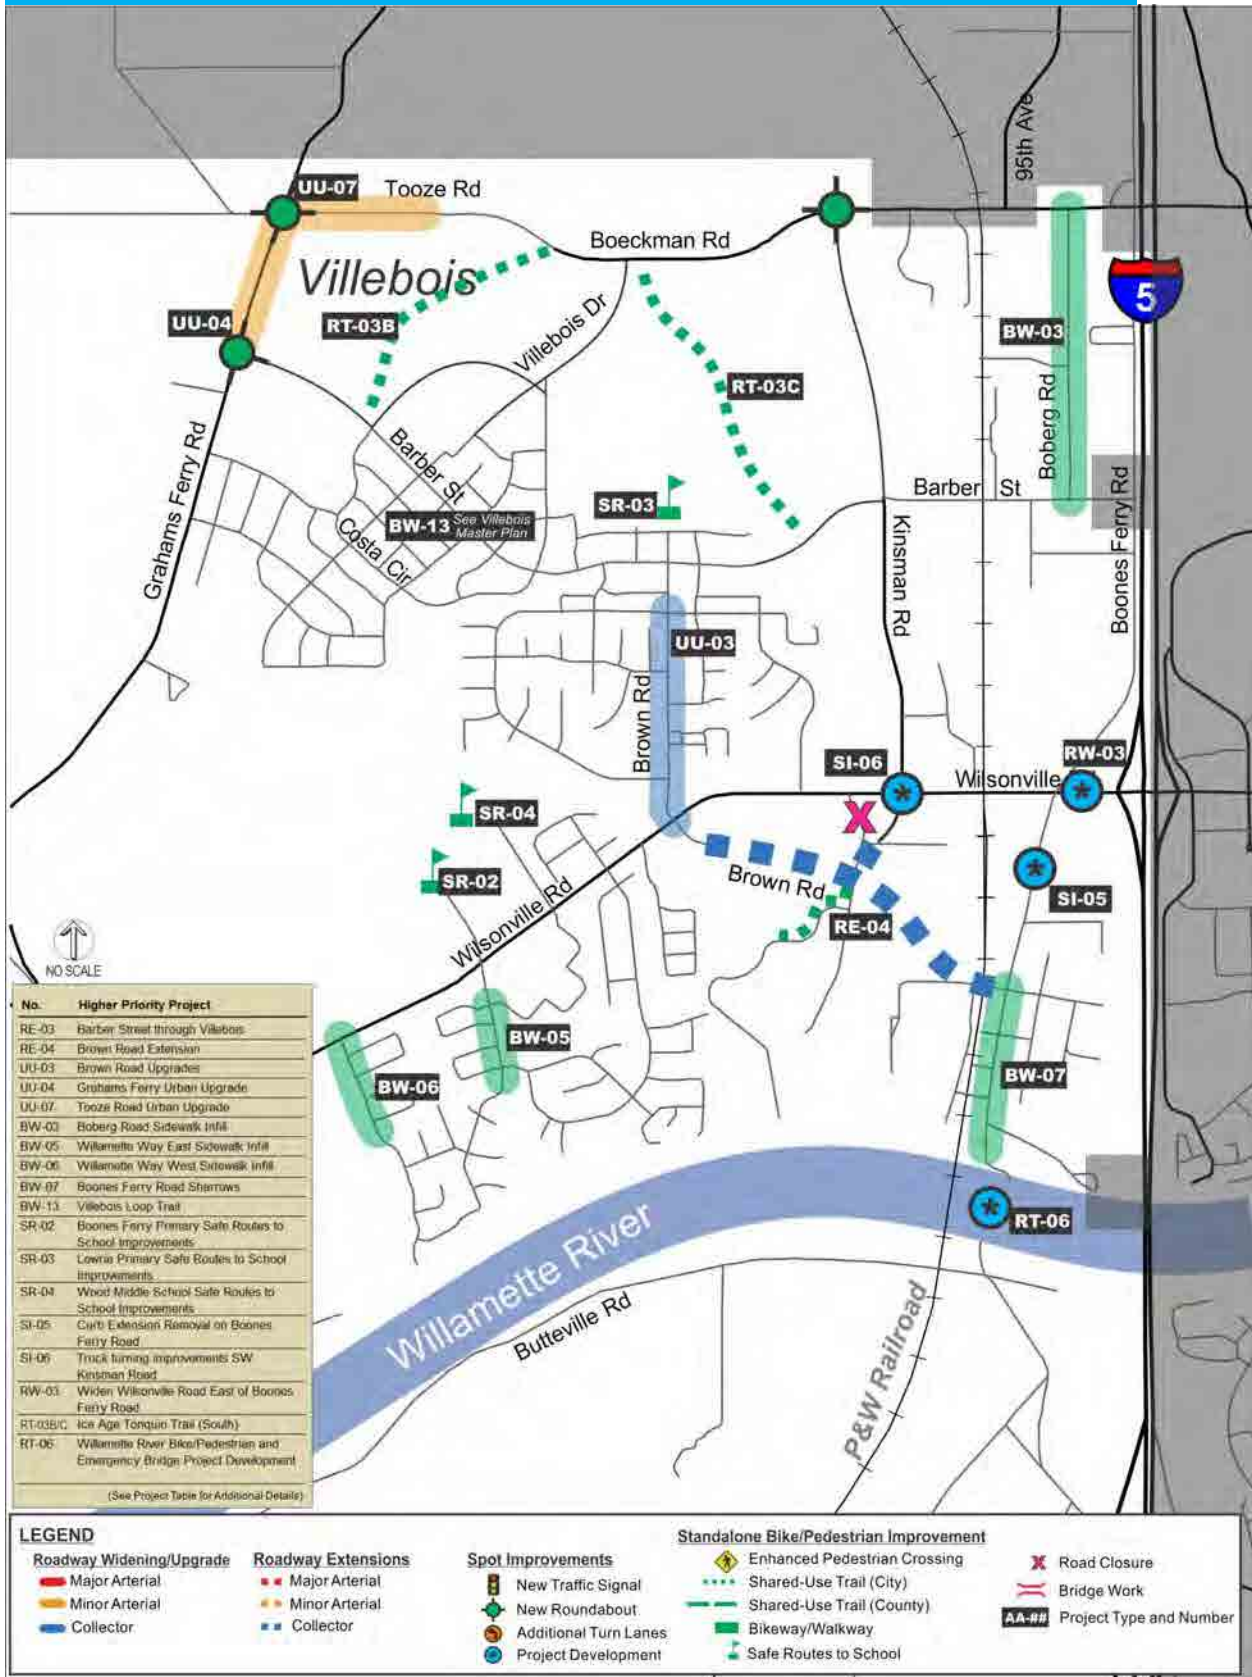 95th Ave
UU-07
Tooze Rd
Boeckman Rd
Villebois
5
UU-04
RT-03B
BW-03
Villebois Dr
RT-03C
Boberg Rd
Grahams Ferry Rd
Barber St
SR-03
Barber St
BW-13 See Villebois
Master Plan
Costa Cir
Kinsman Rd
Boones Ferry Rd
UU-03
Brown Rd
RW-03
SI-06
Wilsonville
SR-04
Brown Rd
SR-02
SI-05
Wilsonville Rd
RE-04
NO SCALE
BW-05
BW-06
BW-07
RT-06
Willamette River
Butteville Rd
P&W Railroad
No. Higher Priority Project
RE-03 Barber Street through Villebois
RE-04 Brown Road Extension
UU-03 Brown Road Upgrades
UU-04 Grahams Ferry Urban Upgrade
UU-07 Tooze Road Urban Upgrade
BW-03 Boberg Road Sidewalk Infill
BW-05 Willamette Way East Sidewalk Infill
BW-06 Willamette Way West Sidewalk Infill
BW-07 Boones Ferry Road Sharrows
BW-13 Villebois Loop Trail
SR-02 Boones Ferry Primary Safe Routes to
School Improvements
SR-03 Lowrie Primary Safe Routes to School
Improvements
SR-04 Wood Middle School Safe Routes to
School Improvements
SI-05 Curb Extension Removal on Boones
Ferry Road
SI-06 Truck turning improvements SW
Kinsman Road
RW-03 Widen Wilsonville Road East of Boones
Ferry Road
RT-03B/C Ice Age Tonquin Trail (South)
RT-06 Willamette River Bike/Pedestrian and
Emergency Bridge Project Development
(See Project Table for Additional Details)
LEGEND
Roadway Widening/Upgrade
Major Arterial
Minor Arterial
Collector
Roadway Extensions
Major Arterial
Minor Arterial
Collector
Spot Improvements
New Traffic Signal
New Roundabout
Additional Turn Lanes
Project Development
Standalone Bike/Pedestrian Improvement
Enhanced Pedestrian Crossing
Shared-Use Trail (City)
Shared-Use Trail (County)
Bikeway/Walkway
Safe Routes to School
Road Closure
Bridge Work
AA-## Project Type and Number